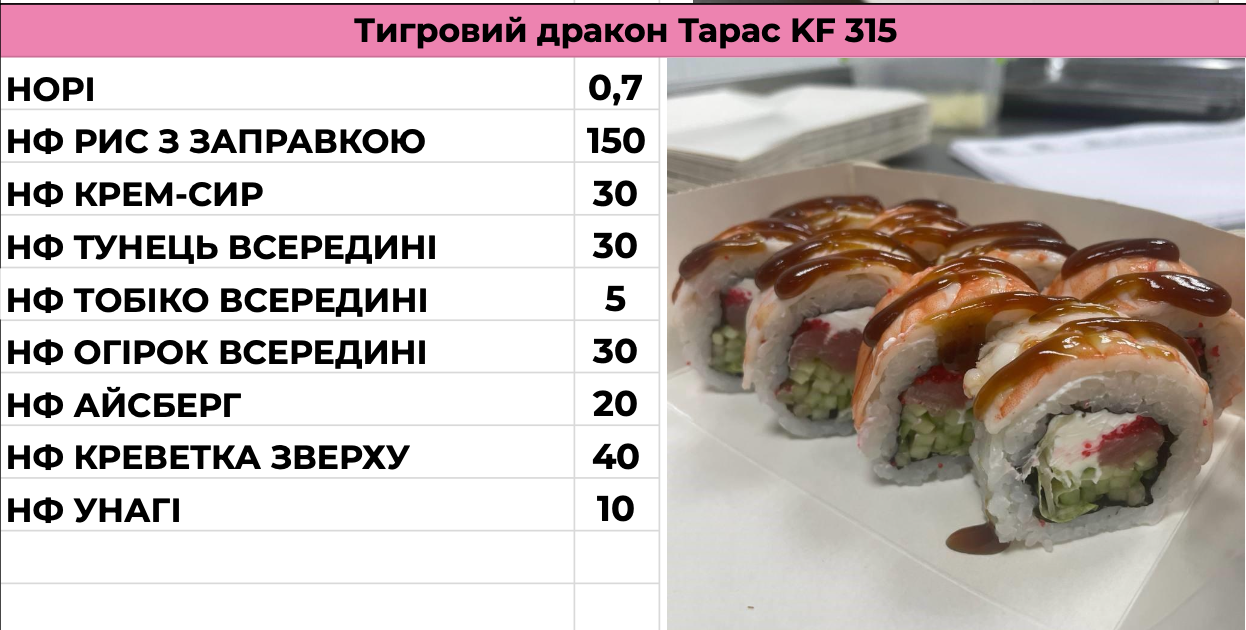 Тигровий дракон Тарас KF 315
НОРІ 0,7
НФ РИС З ЗАПРАВКОЮ 150
НФ КРЕМ-СИР 30
НФ ТУНЕЦЬ ВСЕРЕДИНІ 30
НФ ТОБІКО ВСЕРЕДИНІ 5
НФ ОГІРОК ВСЕРЕДИНІ 30
НФ АЙСБЕРГ 20
НФ КРЕВЕТКА ЗВЕРХУ 40
НФ УНАГІ 10